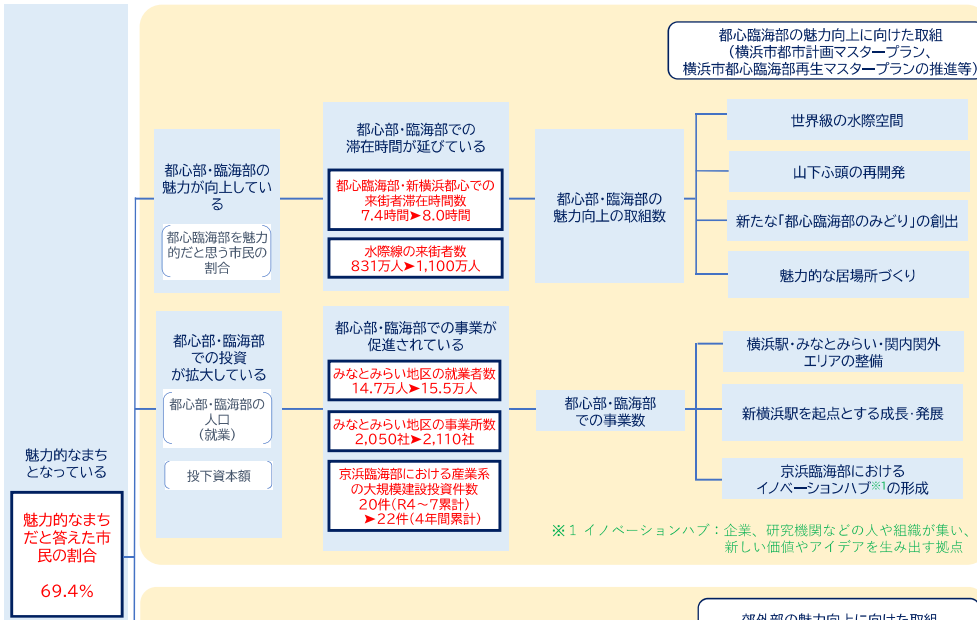 都心臨海部の魅力向上に向けた取組
(横浜市都市計画マスタープラン、
横浜市都心臨海部再生マスタープランの推進等)
都心部・臨海部の
魅力が向上してい
る
都心臨海部を魅力
的だと思う市民の
割合
都心部・臨海部での
滞在時間が延びている
都心臨海部・新横浜都心での
来街者滞在時間数
7.4時間➤8.0時間
水際線の来街者数
831万人➤1,100万人
都心部・臨海部の
魅力向上の取組数
世界級の水際空間
山下ふ頭の再開発
新たな「都心臨海部のみどり」の創出
魅力的な居場所づくり
都心部・臨海部
での投資
が拡大している
都心部・臨海部の
人口
(就業)
投下資本額
都心部・臨海部での事業が
促進されている
みなとみらい地区の就業者数
14.7万人➤15.5万人
みなとみらい地区の事業所数
2,050社➤2,110社
京浜臨海部における産業系
の大規模建設投資件数
20件(R4～7累計)
➤22件(4年間累計)
都心部・臨海部
での事業数
横浜駅・みなとみらい・関内関外
エリアの整備
新横浜駅を起点とする成長・発展
京浜臨海部における
イノベーションハブ※1の形成
※1 イノベーションハブ：企業、研究機関などの人や組織が集い、
新しい価値やアイデアを生み出す拠点
魅力的なまち
となっている
魅力的なまち
だと答えた市
民の割合
69.4%
郊外部の魅力向上に向けた取組